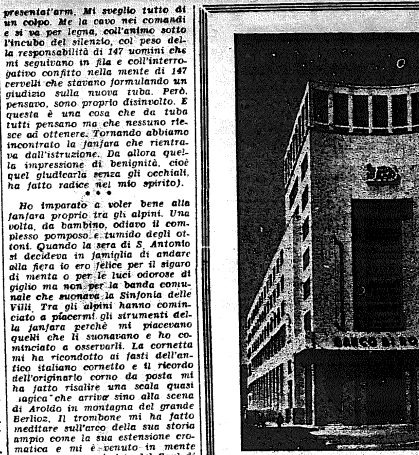 presentat'arm. Mi sveglio tutto di
un colpo. Me la cavo nei comandi
e si va per legna, coll'animo sotto
l'incubo del silenzio, col peso del-
la responsabilità di 147 uomini che
mi seguivano in fila e coll'interro-
gativo confitto nella mente di 147
cervelli che stavano formulando un
giudizio sulla nuova tuba. Però,
pensavo, sono proprio disinvolto. E
questa è una cosa che da tuba
tutti pensano ma che nessuno rie-
sce ad ottenere. Tornando abbiamo
incontrato la fanfara che rientra-
va dall'istruzione. Da allora quel-
la impressione di benignità, cioè
quel giudicarla senza gli occhiali,
ha fatto radice nel mio spirito).
* * *
Ho imparato a voler bene alla
fanfara proprio tra gli alpini. Una
volta, da bambino, odiavo il com-
plesso pomposo e tumido degli ot-
toni. Quando la sera di S. Antonio
si decideva in famiglia di andare
alla fiera io ero felice per il sigaro
di menta o per le luci odorose di
giglio ma non per la banda comu-
nale che suonava la Sinfonia delle
Villi. Tra gli alpini hanno comin-
ciato a piacermi gli strumenti del-
la fanfara perchè mi piacevano
quelli che li suonavano e ho co-
minciato a osservarli. La cornetta
mi ha ricondotto ai fasti dell'an-
tico italiano cornetto e il ricordo
dell'originario corno da posta mi
ha fatto risalire una scala quasi
magica che arriva sino alla scena
di Aroldo in montagna del grande
Berlioz. Il trombone mi ha fatto
meditare sull'arco della sua storia
ampio come la sua estensione cro-
matica e mi è venuto in mente
BANCO DI